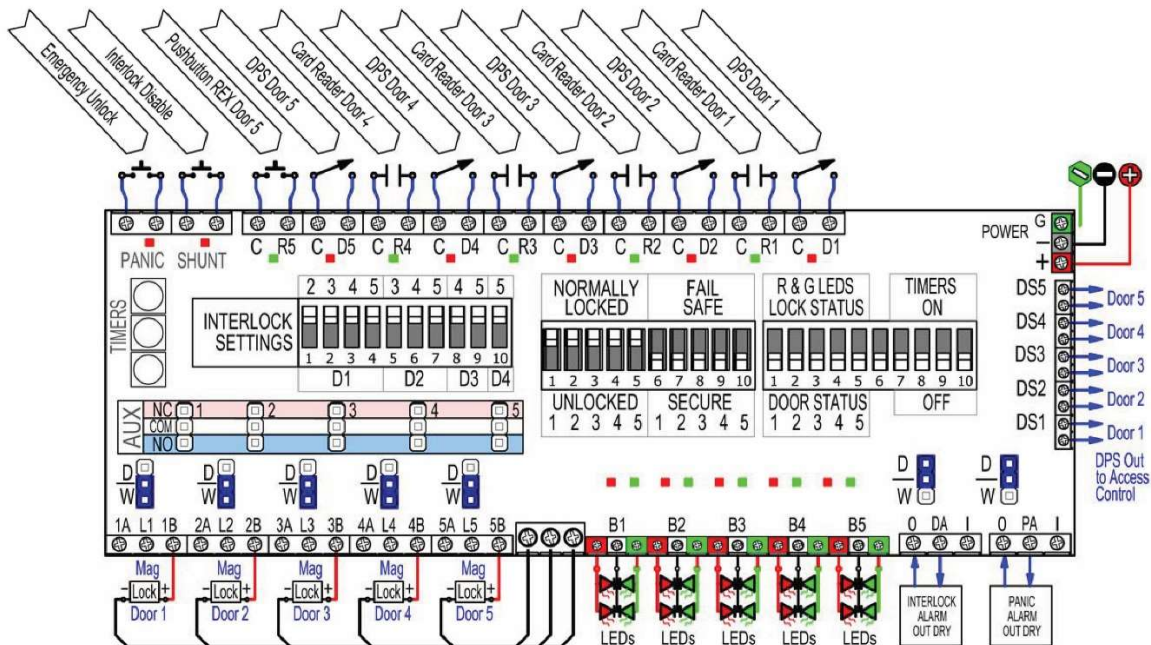 Emergency Unlock
Interlock Disable
Pushbutton REX Door 5
DPS Door 5
Card Reader Door 4
DPS Door 4
Card Reader Door 3
DPS Door 3
Card Reader Door 2
DPS Door 2
Card Reader Door 1
DPS Door 1
C R5 C D5 C R4 C D4 C R3 C D3 C R2 C D2 C R1 C D1
PANIC SHUNT
POWER G
−
+
TIMERS
INTERLOCK
SETTINGS
2 3 4 5 3 4 5 4 5 5
1 2 3 4 5 6 7 8 9 10
D1 D2 D3 D4
NORMALLY
LOCKED
FAIL
SAFE
1 2 3 4 5 6 7 8 9 10
UNLOCKED
1 2 3 4 5
SECURE
1 2 3 4 5
R & G LEDS
LOCK STATUS
TIMERS
ON
1 2 3 4 5 6 7 8 9 10
DOOR STATUS
1 2 3 4 5
OFF
DS5 Door 5
DS4 Door 4
DS3 Door 3
DS2 Door 2
DS1 Door 1
DPS Out
to Access
Control
AUX
NC 1 2 3 4 5
COM
NO
D D D D D
W W W W W
D D
W W
1A L1 1B 2A L2 2B 3A L3 3B 4A L4 4B 5A L5 5B
B1 B2 B3 B4 B5
O DA I O PA I
Mag Mag Mag Mag Mag
− Lock + − Lock + − Lock + − Lock + − Lock +
Door 1 Door 2 Door 3 Door 4 Door 5
LEDs LEDs LEDs LEDs LEDs
INTERLOCK
ALARM
OUT DRY
PANIC
ALARM
OUT DRY